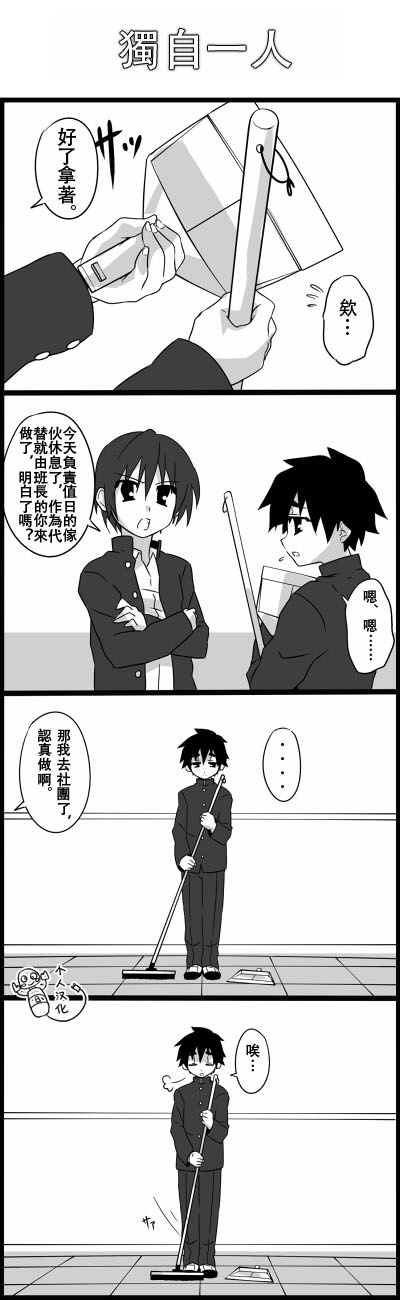 獨自一人
好了拿著。
サッ
欸…
今天負責值日的傢
伙休息了，作為代
替就由班長的你來
做了，明白了嗎？
嗯、嗯……
那我去社團了，
認真做啊。
・・・・
个人汉化
唉…
サァ